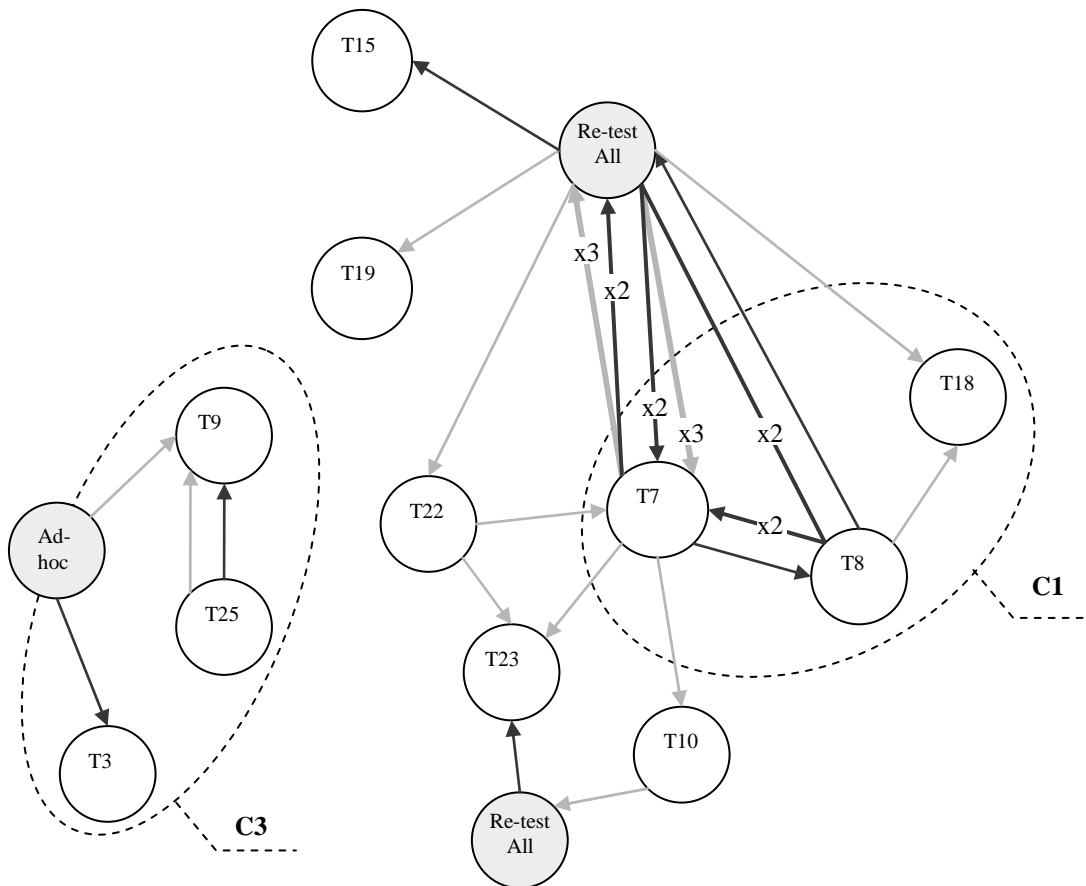 T15
Re-test
All
x3
T19
x2
T18
T9
x2
x3
x2
T22
T7
x2
Ad-
hoc
T8
C1
T25
T23
T10
T3
Re-test
All
C3